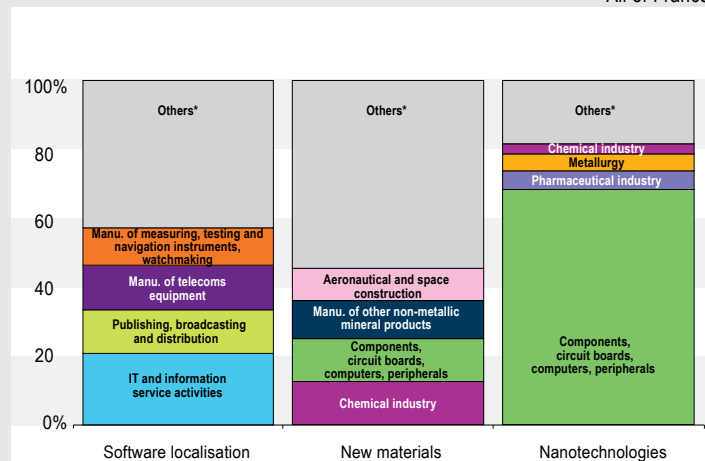 100%
80
60
40
20
0%
Others*
Manu. of measuring, testing and
navigation instruments,
watchmaking
Manu. of telecoms
equipment
Publishing, broadcasting
and distribution
IT and information
service activities
Software localisation
Others*
Aeronautical and space
construction
Manu. of other non-metallic
mineral products
Components,
circuit boards,
computers, peripherals
Chemical industry
New materials
Others*
Chemical industry
Metallurgy
Pharmaceutical industry
Components,
circuit boards,
computers, peripherals
Nanotechnologies